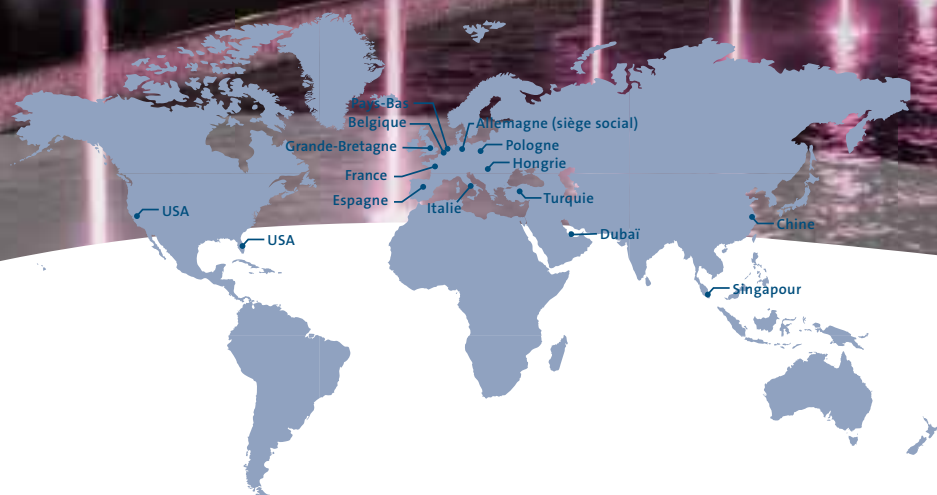 Pays-Bas
Belgique
Allemagne (siège social)
Grande-Bretagne
Pologne
Hongrie
France
Espagne
Italie
Turquie
USA
Chine
USA
Dubaï
Singapour